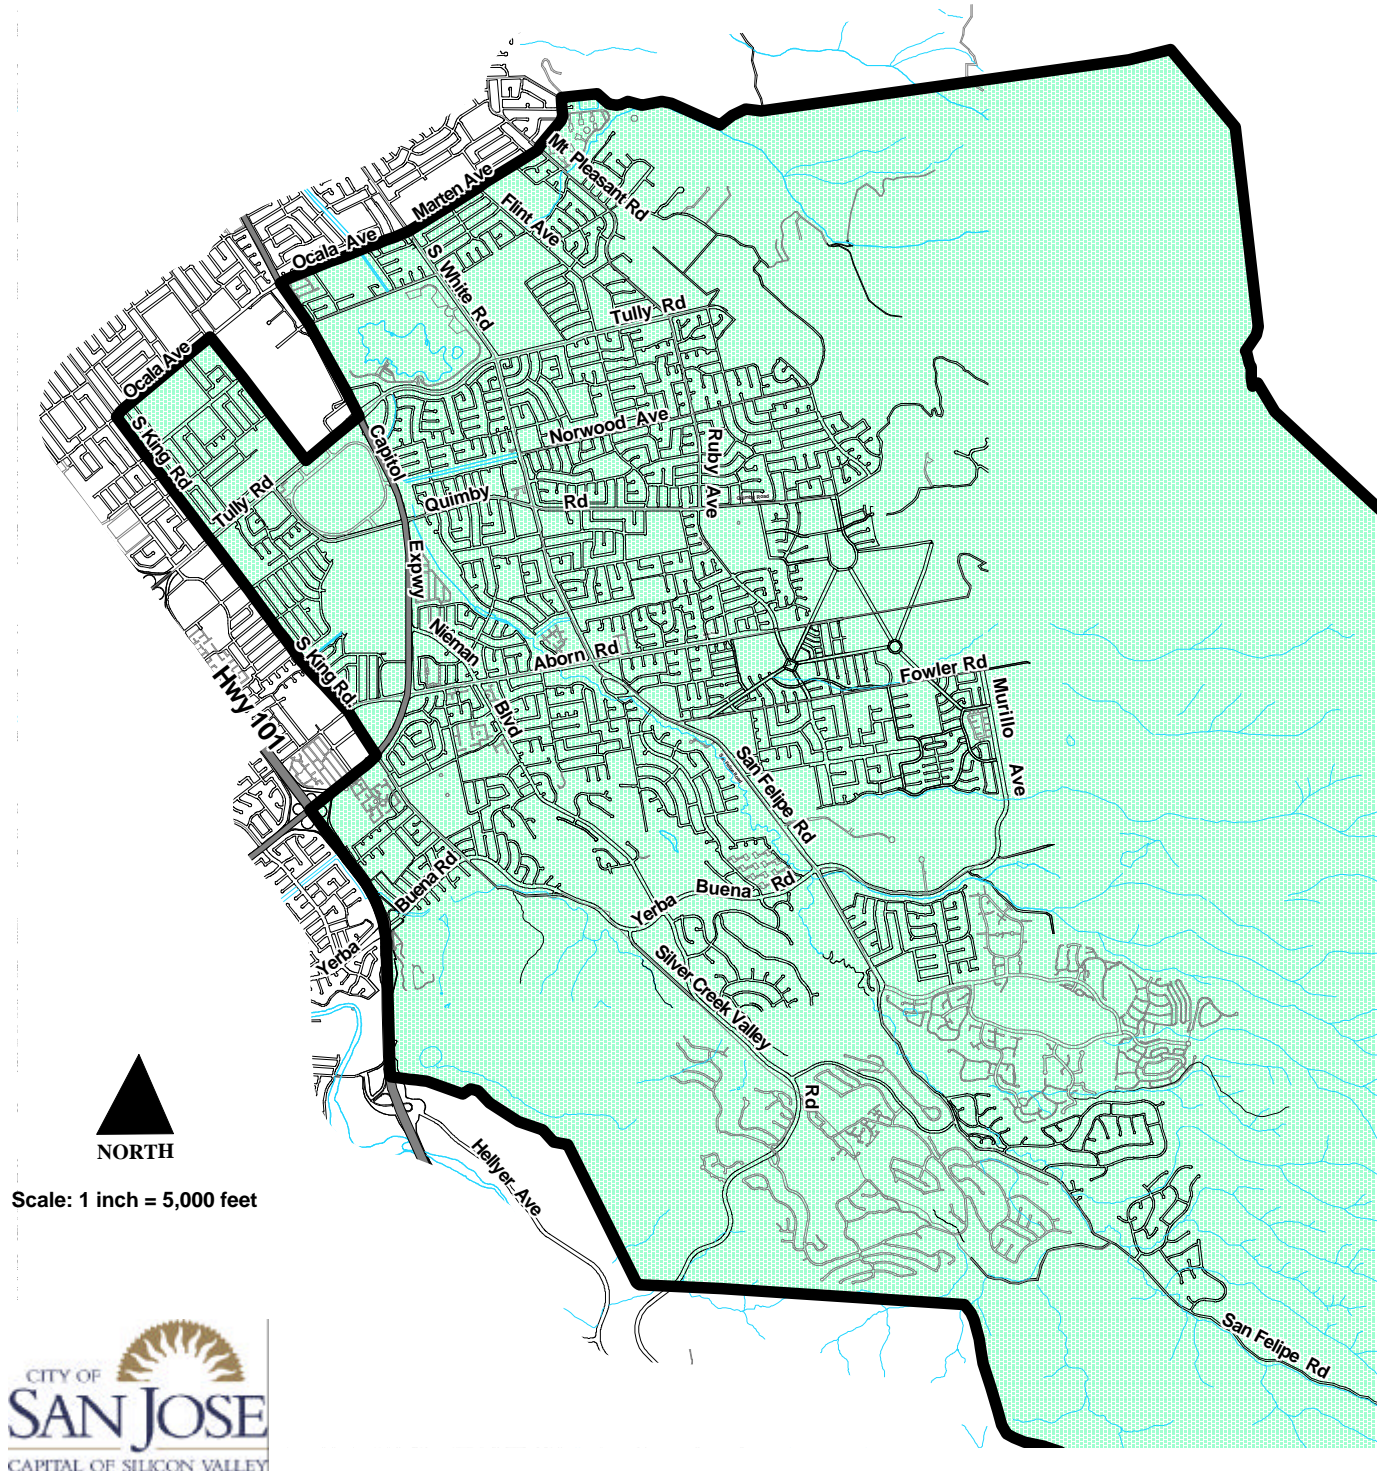 Mt Pleasant Rd
Marten Ave
Flint Ave
Ocala Ave
S White Rd
Tully Rd
Ocala Ave
S King Rd
Capitol
Norwood Ave
Ruby Ave
Tully Rd
Quimby Rd
Quimby Road
Expwy
Nieman
Aborn Rd
S King Rd.
Fowler Rd
Hwy 101
Murillo
Blvd
San Felipe Rd
Ave
Buena Rd
Yerba Buena Rd
Yerba
Silver Creek Valley
Rd
NORTH
Hellyer Ave
Scale: 1 inch = 5,000 feet
San Felipe Rd
CITY OF
SAN JOSE
CAPITAL OF SILICON VALLEY